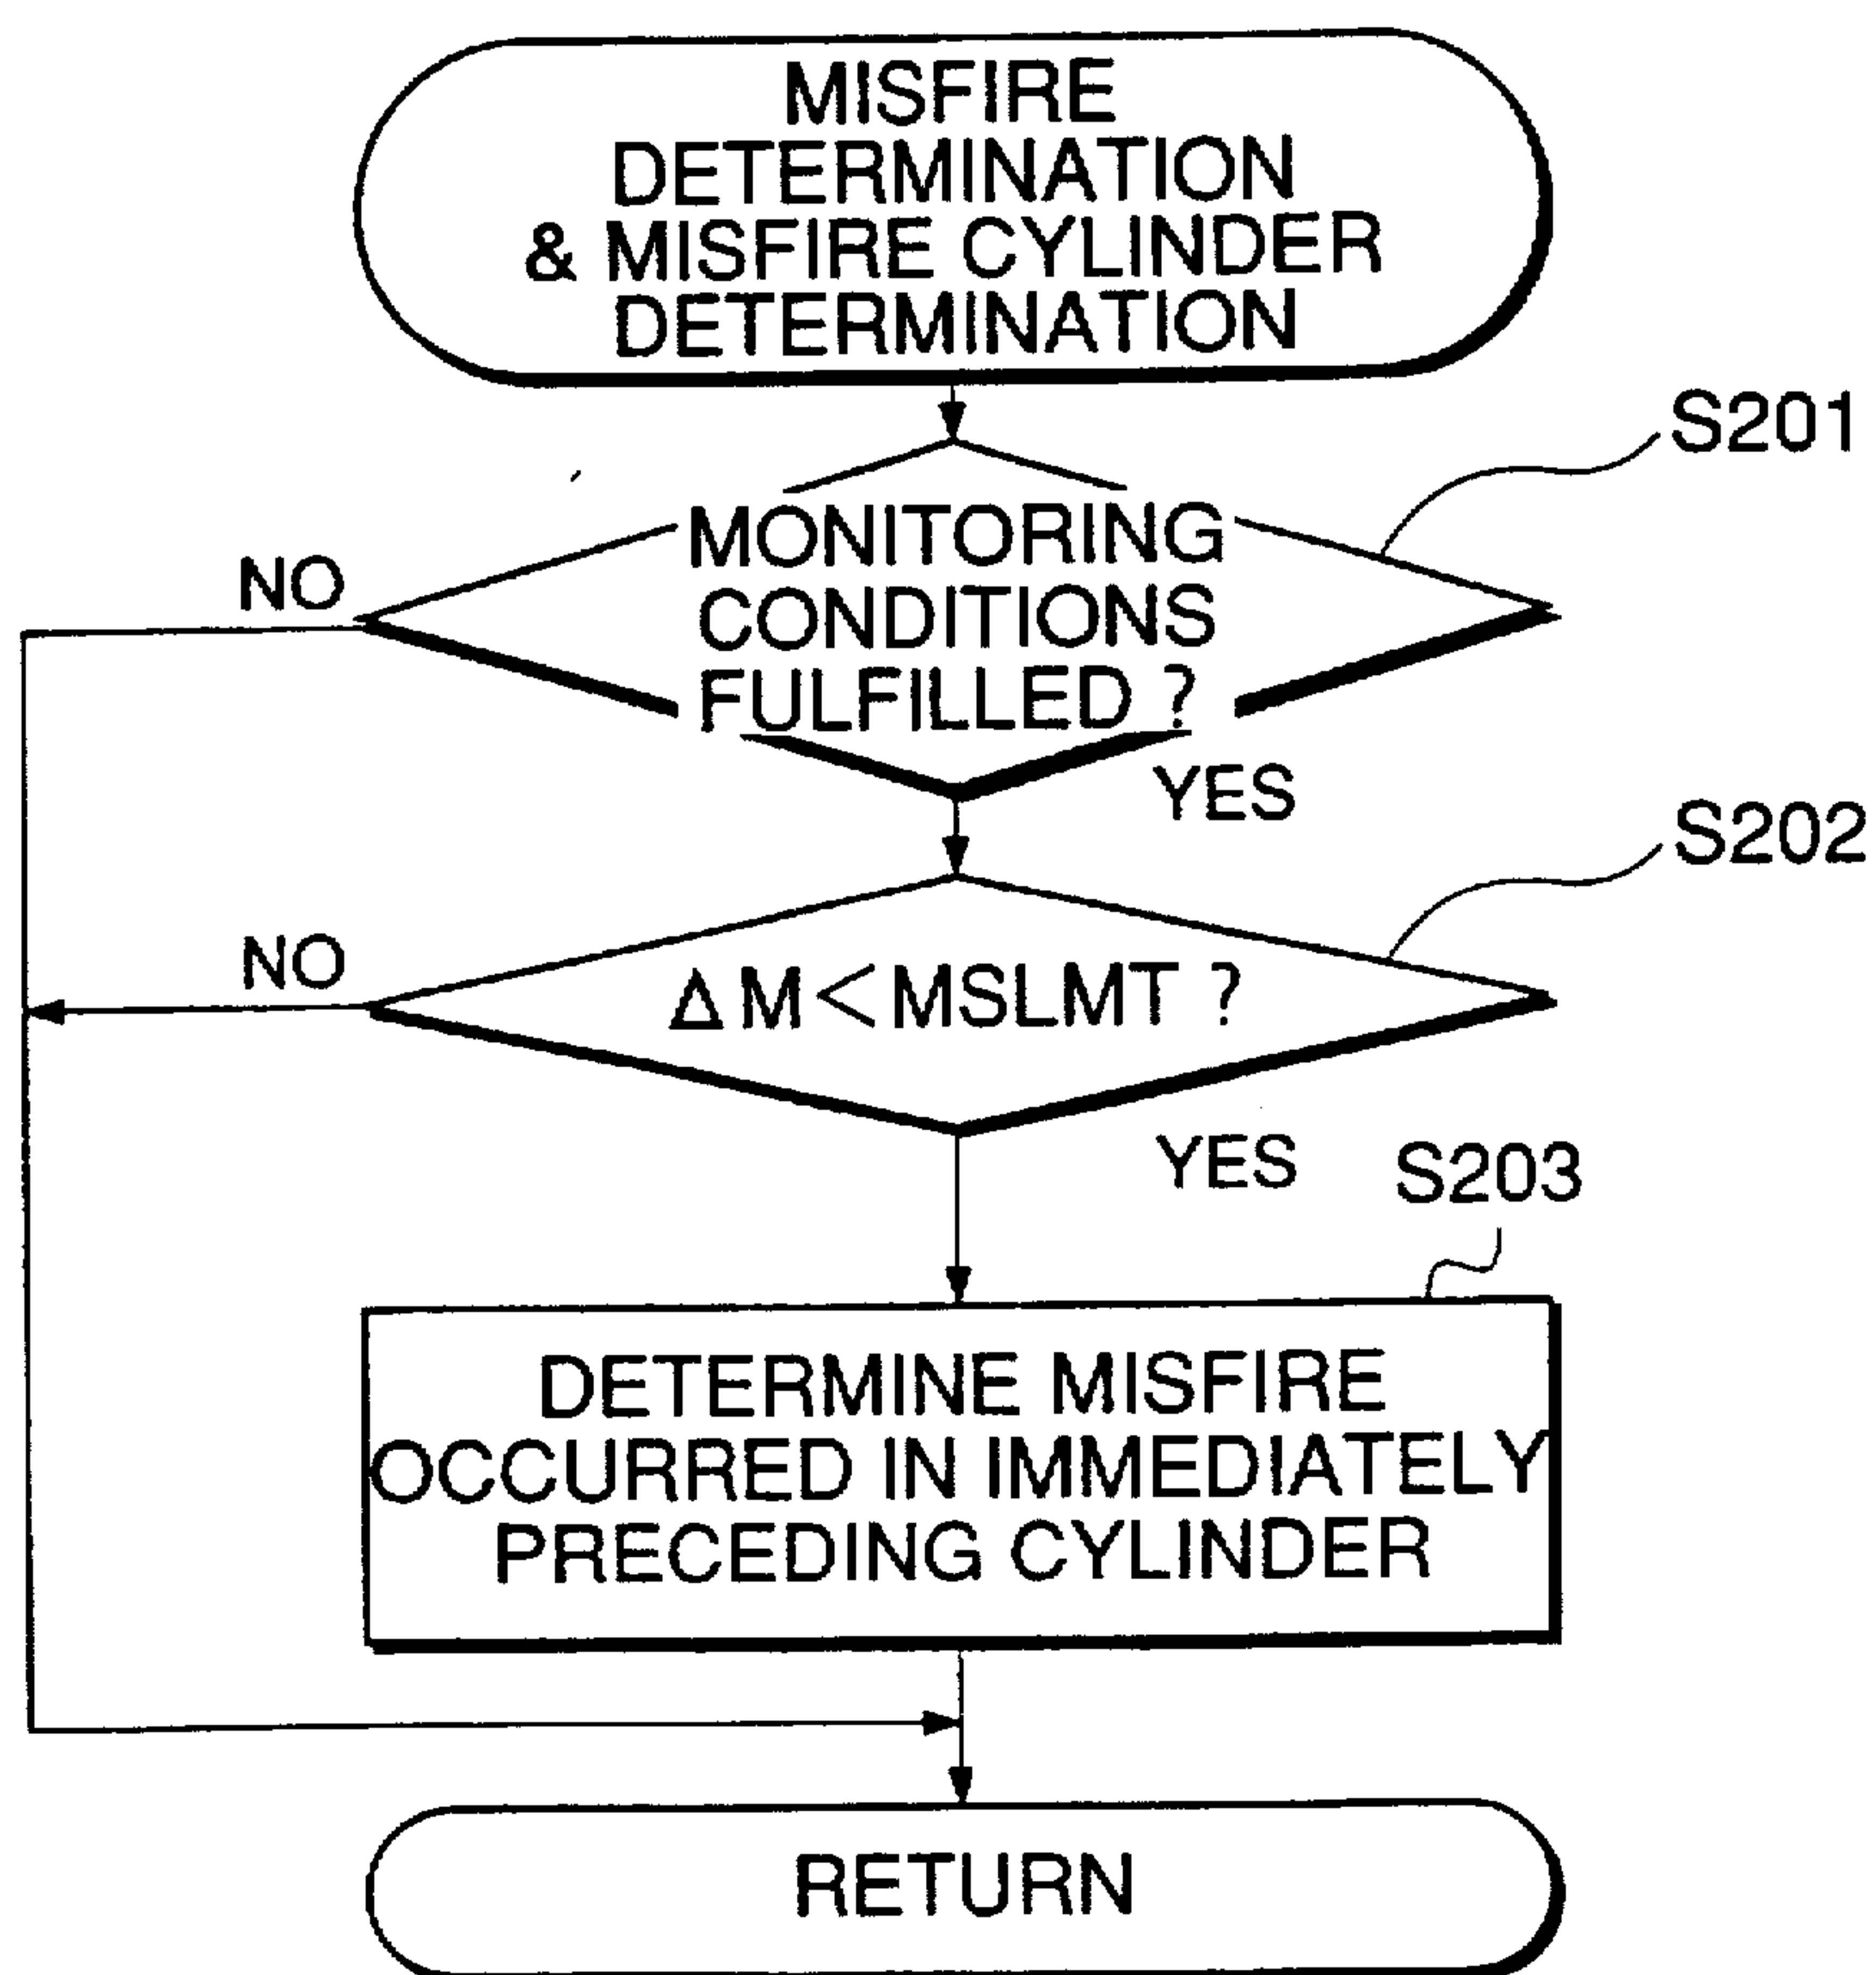 MISFIRE
DETERMINATION
& MISFIRE CYLINDER
DETERMINATION
S201
MONITORING
CONDITIONS
FULFILLED ?
NO
YES
S202
NO
ΔM<MSLMT ?
YES
S203
DETERMINE MISFIRE
OCCURRED IN IMMEDIATELY
PRECEDING CYLINDER
RETURN